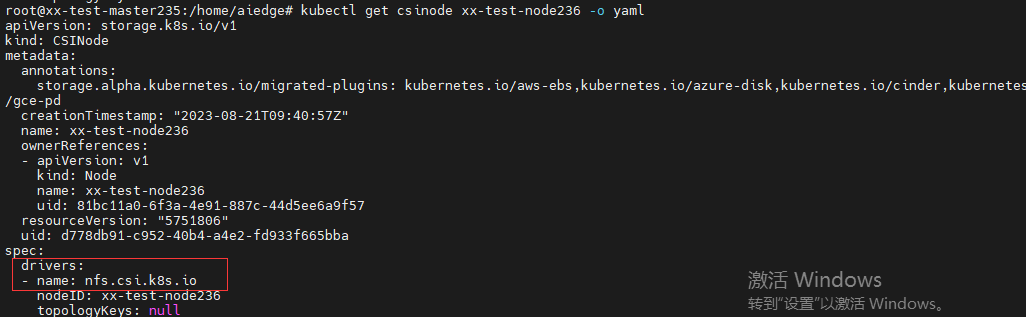 root@xx-test-master235:/home/aiedge# kubectl get csinode xx-test-node236 -o yaml
apiVersion: storage.k8s.io/v1
kind: CSINode
metadata:
  annotations:
    storage.alpha.kubernetes.io/migrated-plugins: kubernetes.io/aws-ebs,kubernetes.io/azure-disk,kubernetes.io/cinder,kubernetes
/gce-pd
  creationTimestamp: "2023-08-21T09:40:57Z"
  name: xx-test-node236
  ownerReferences:
  - apiVersion: v1
    kind: Node
    name: xx-test-node236
    uid: 81bc11a0-6f3a-4e91-887c-44d5ee6a9f57
  resourceVersion: "5751806"
  uid: d778db91-c952-40b4-a4e2-fd933f665bba
spec:
  drivers:
  - name: nfs.csi.k8s.io
    nodeID: xx-test-node236
    topologyKeys: null
激活 Windows
转到“设置”以激活 Windows。